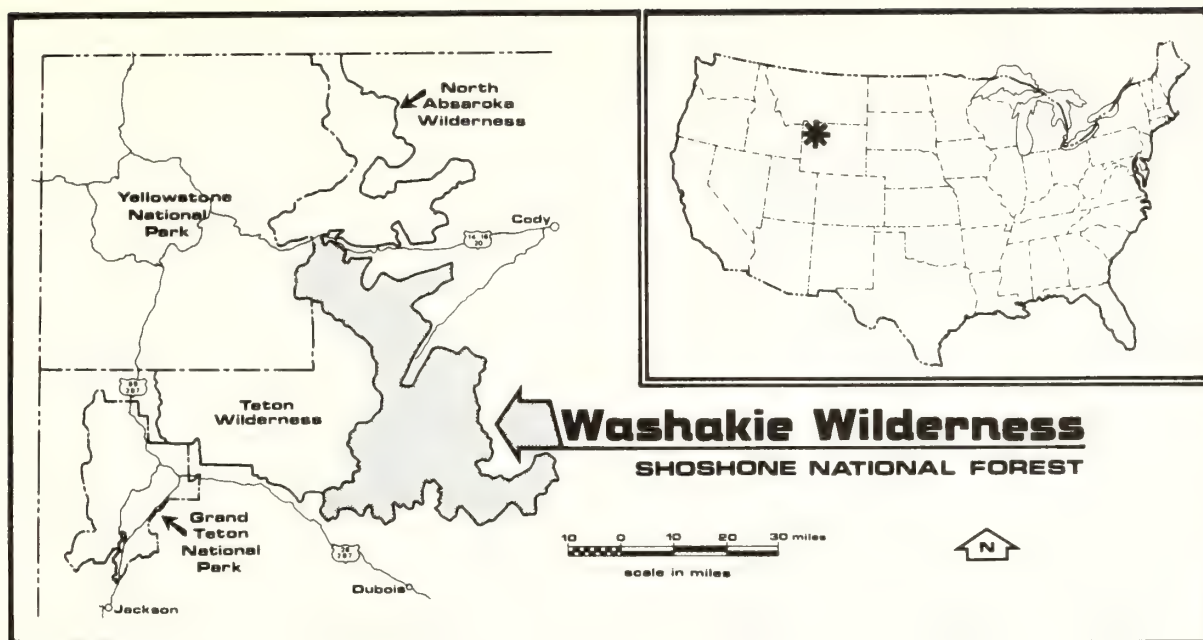 North
Absaroka
Wilderness
Yellowstone
National
Park
Cody
14 16
20
Teton
Wilderness
89
287
Washakie Wilderness
SHOSHONE NATIONAL FOREST
Grand
Teton
National
Park
26
287
10 0 10 20 30 miles
scale in miles
N
Dubois
Jackson